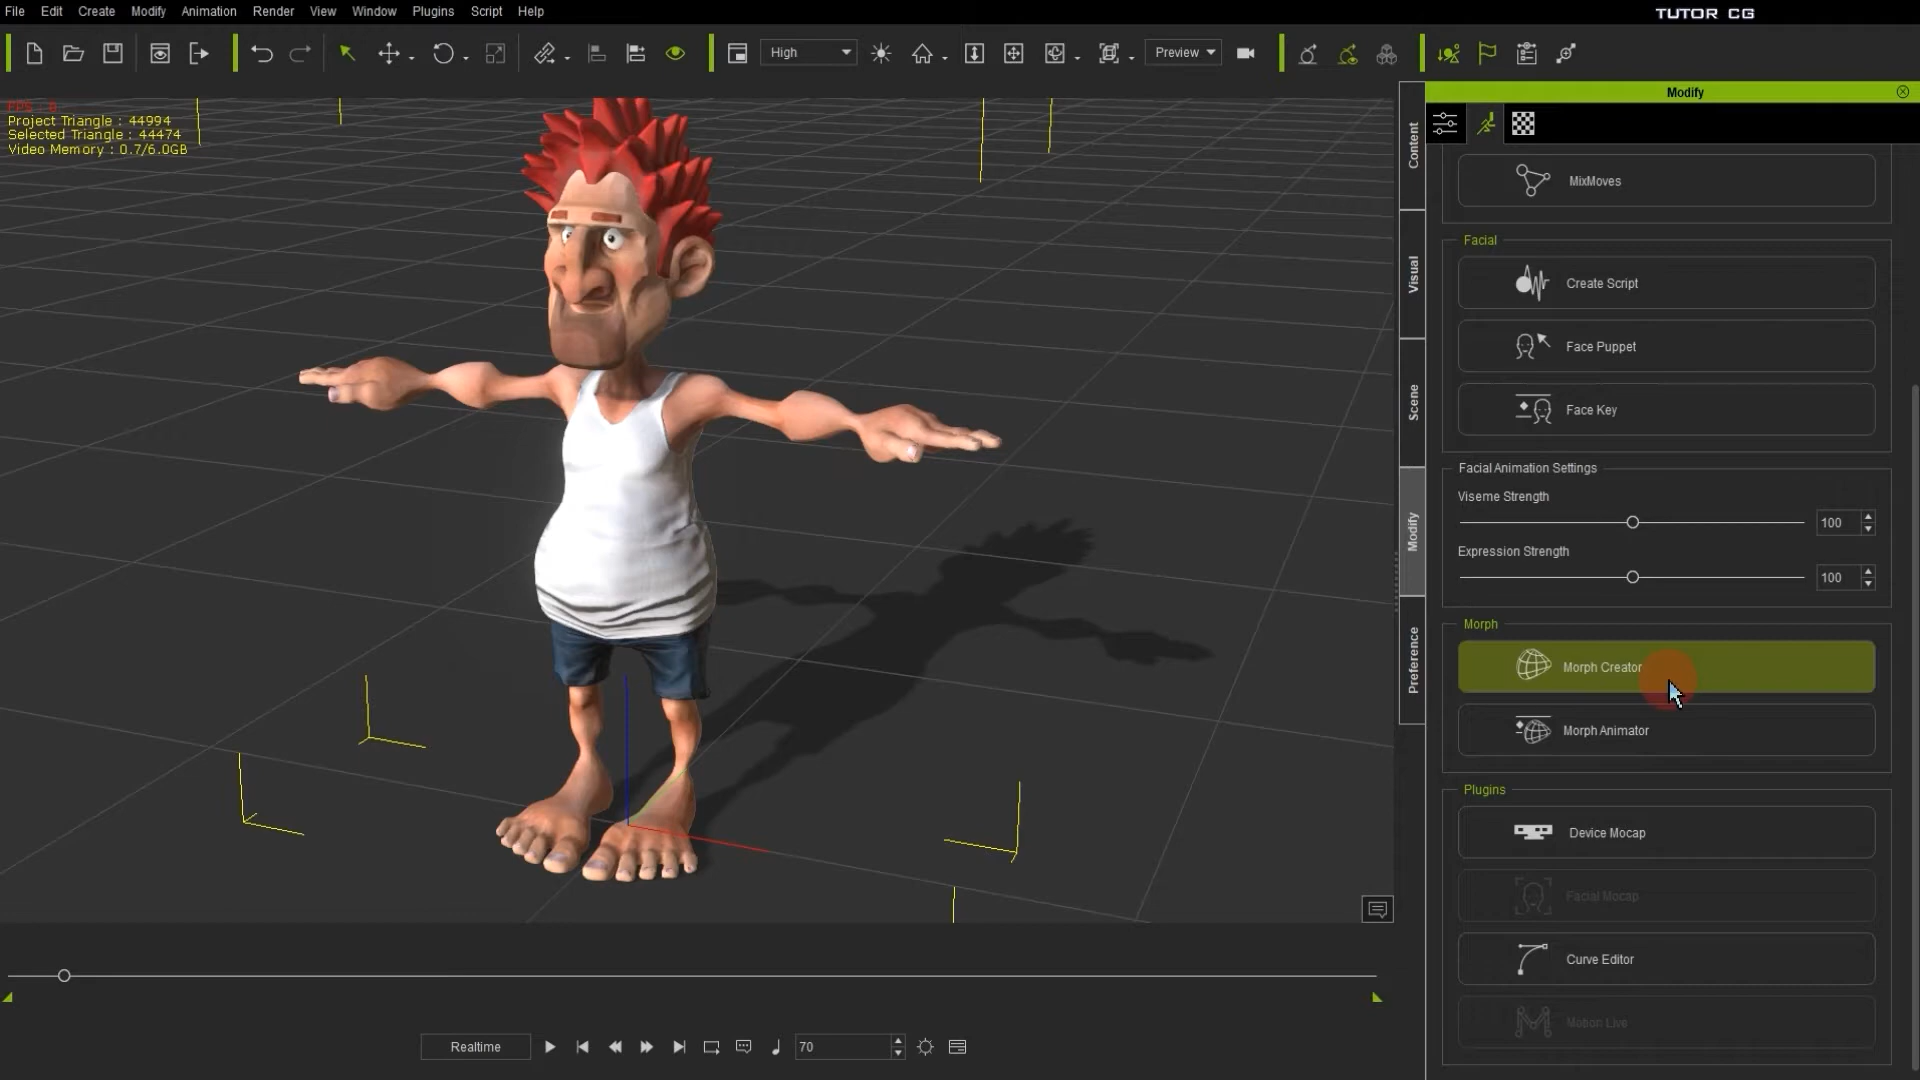 File Edit Create Modify Animation Render View Window Plugins Script Help
TUTOR CG
High
Preview
Modify
FPS : 0
Project Triangle : 44994
Selected Triangle : 44474
Video Memory : 0.7/6.0GB
Content
Visual
Scene
Modify
Preference
MixMoves
Facial
Create Script
Face Puppet
Face Key
Facial Animation Settings
Viseme Strength
100
Expression Strength
100
Morph
Morph Creator
Morph Animator
Plugins
Device Mocap
Facial Mocap
Curve Editor
Motion Live
Realtime
70